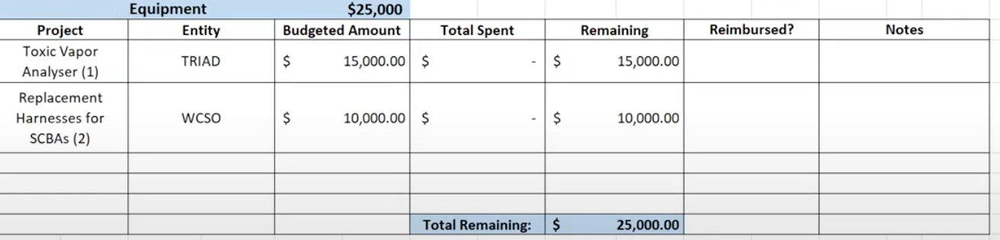 Equipment $25,000
Project Entity Budgeted Amount Total Spent Remaining Reimbursed? Notes
Toxic Vapor
Analyser (1) TRIAD $ 15,000.00 $ - $ 15,000.00
Replacement
Harnesses for WCSO $ 10,000.00 $ - $ 10,000.00
SCBAs (2)
Total Remaining: $ 25,000.00